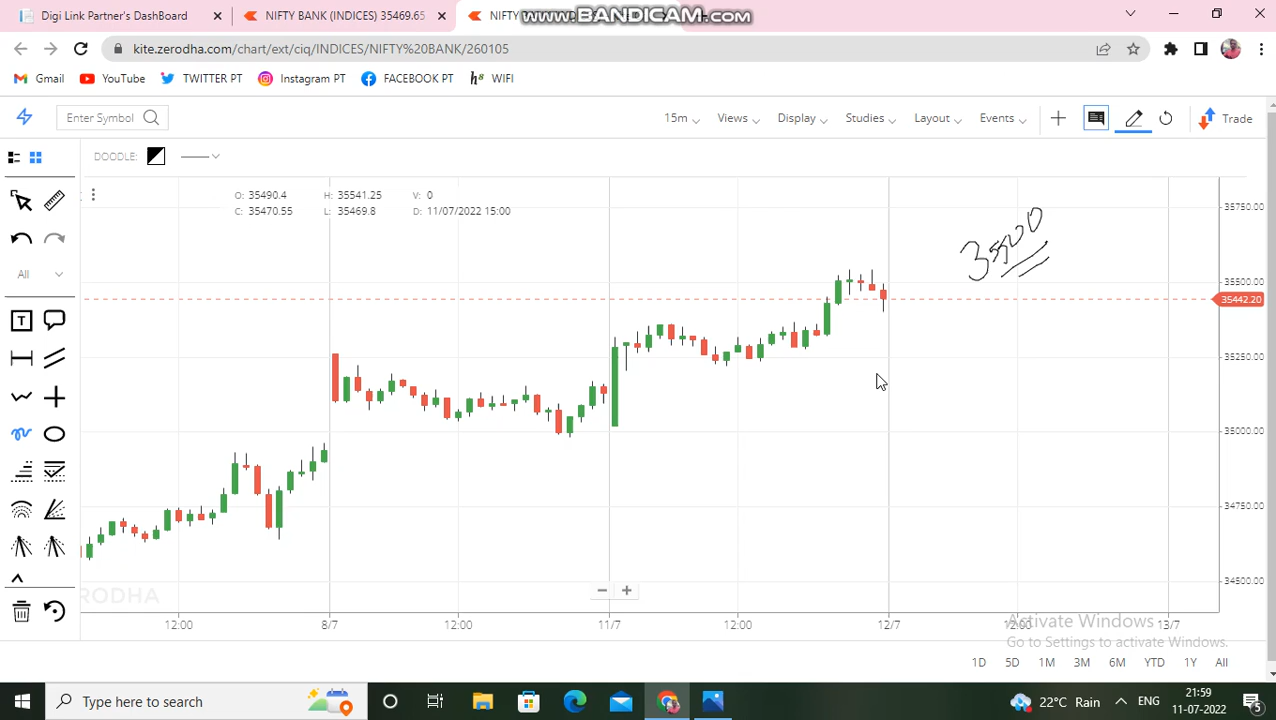 Digi Link Partner's DashBoard
NIFTY BANK (INDICES) 35469.65
NIFTY
www.BANDICAM.com
kite.zerodha.com/chart/ext/ciq/INDICES/NIFTY%20BANK/260105
Gmail
YouTube
TWITTER PT
Instagram PT
FACEBOOK PT
WIFI
Enter Symbol
15m
Views
Display
Studies
Layout
Events
Trade
DOODLE:
O: 35490.4
H: 35541.25
V: 0
C: 35470.55
L: 35469.8
D: 11/07/2022 15:00
35500
35750.00
35500.00
35442.20
35250.00
35000.00
34750.00
34500.00
All
T
ZERODHA
12:00
8/7
12:00
11/7
12:00
12/7
12:00
13/7
Activate Windows
Go to Settings to activate Windows.
1D
5D
1M
3M
6M
YTD
1Y
All
Type here to search
22°C Rain
ENG
21:59
11-07-2022
5